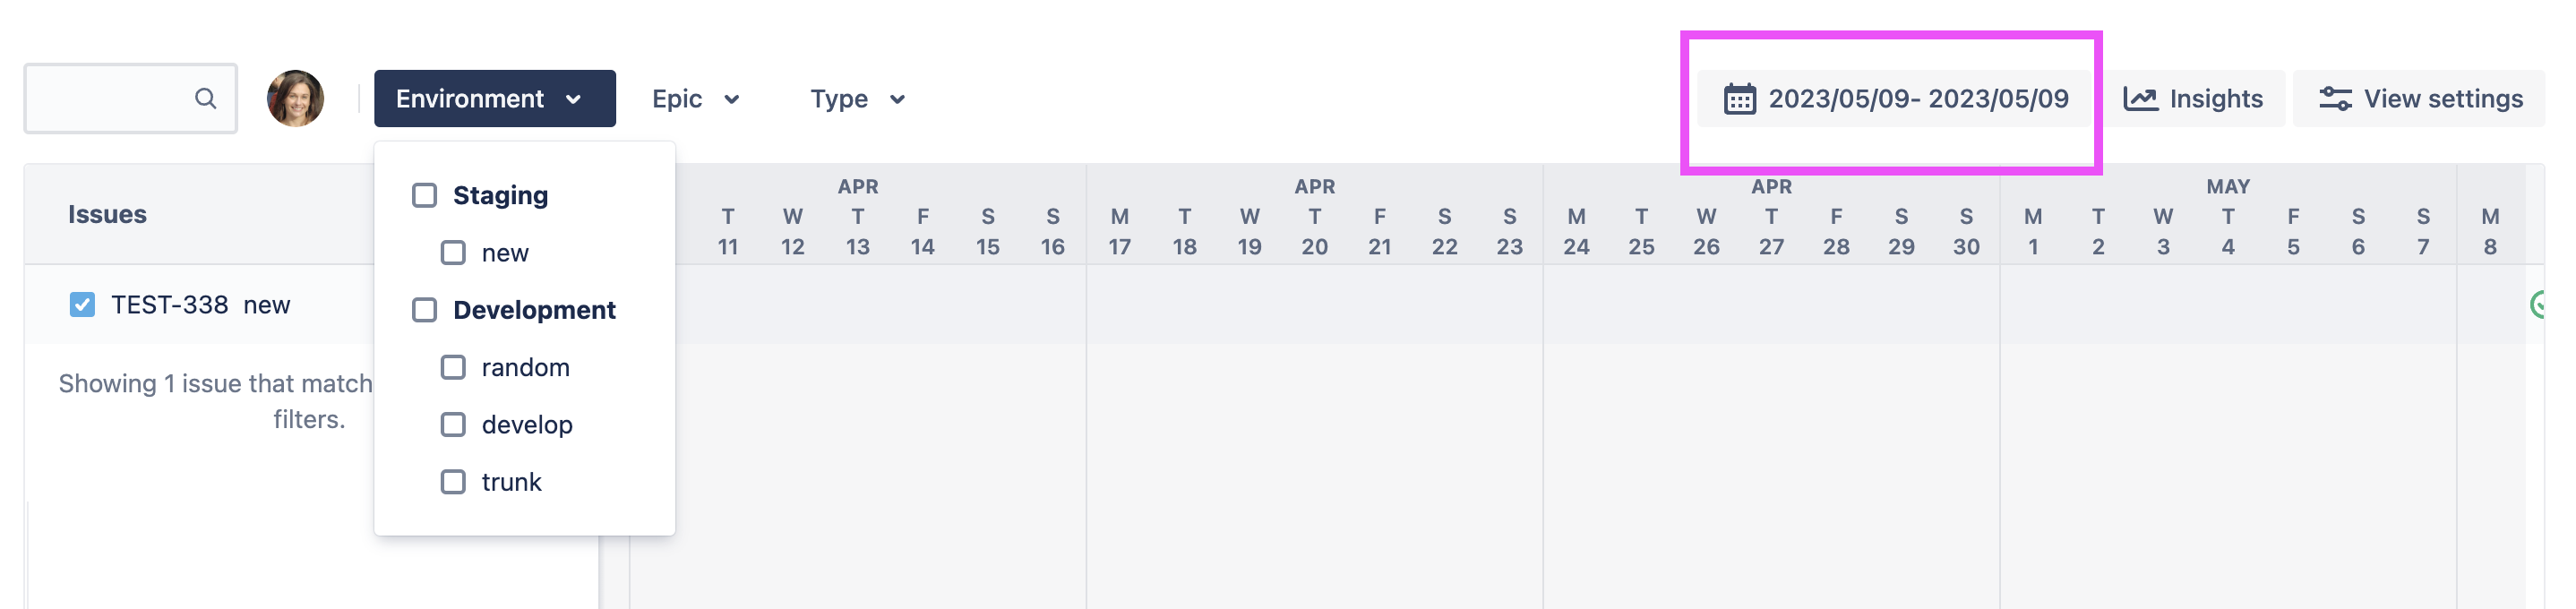 Environment Epic Type 2023/05/09- 2023/05/09 Insights View settings
Issues
APR APR APR MAY
T W T F S S M T W T F S S M T W T F S S M T W T F S S M
11 12 13 14 15 16 17 18 19 20 21 22 23 24 25 26 27 28 29 30 1 2 3 4 5 6 7 8
Staging
new
Development
random
develop
trunk
TEST-338 new
Showing 1 issue that match
filters.